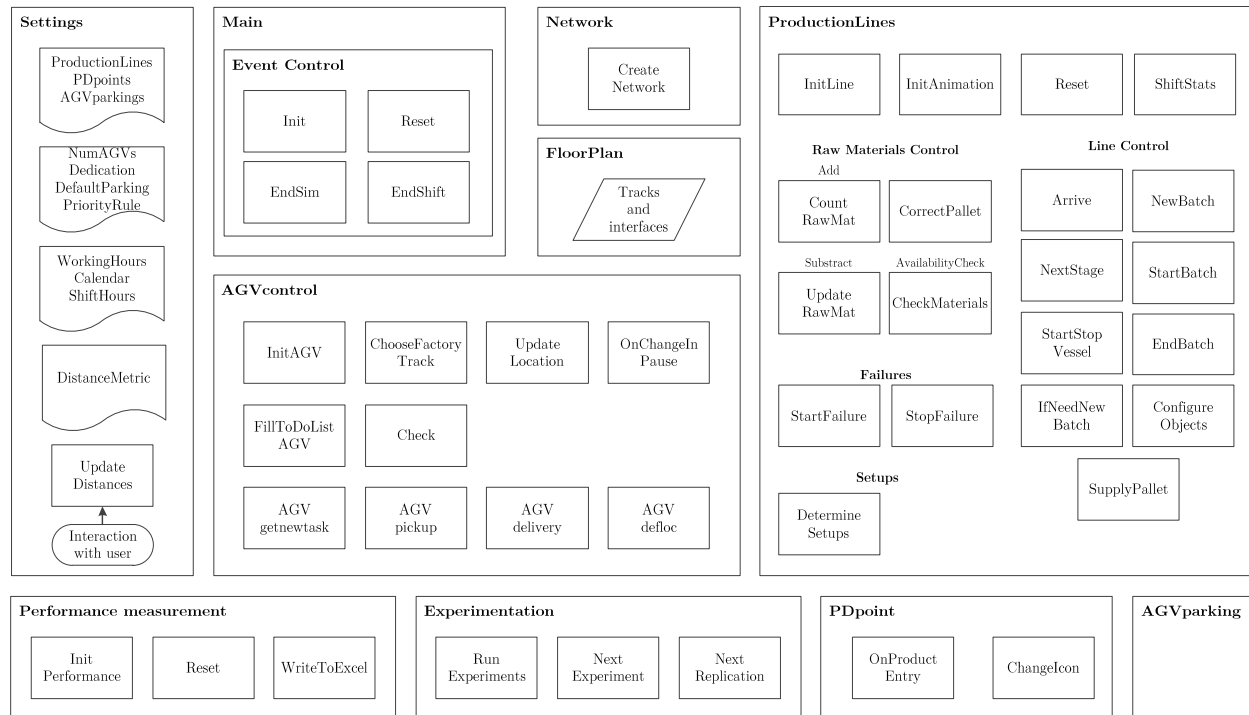 Settings
ProductionLines
PDpoints
AGVparkings
NumAGVs
Dedication
DefaultParking
PriorityRule
WorkingHours
Calendar
ShiftHours
DistanceMetric
Update
Distances
Interaction
with user
Main
Event Control
Init
Reset
EndSim
EndShift
Network
Create
Network
FloorPlan
Tracks
and
interfaces
AGVcontrol
InitAGV
ChooseFactory
Track
Update
Location
OnChangeIn
Pause
FillToDoList
AGV
Check
AGV
getnewtask
AGV
pickup
AGV
delivery
AGV
defloc
ProductionLines
InitLine
InitAnimation
Reset
ShiftStats
Raw Materials Control
Add
Count
RawMat
CorrectPallet
Substract
Update
RawMat
AvailabilityCheck
CheckMaterials
Failures
StartFailure
StopFailure
Setups
Determine
Setups
Line Control
Arrive
NewBatch
NextStage
StartBatch
StartStop
Vessel
EndBatch
IfNeedNew
Batch
Configure
Objects
SupplyPallet
Performance measurement
Init
Performance
Reset
WriteToExcel
Experimentation
Run
Experiments
Next
Experiment
Next
Replication
PDpoint
OnProduct
Entry
ChangeIcon
AGVparking